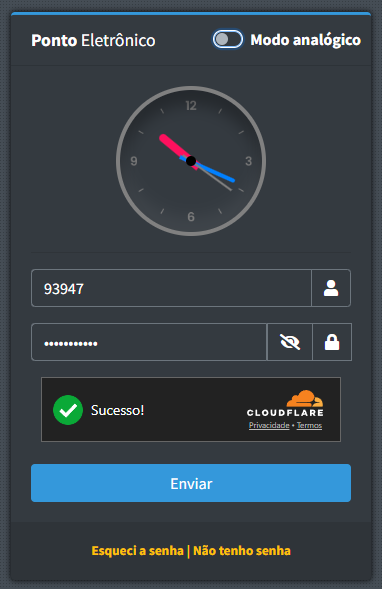 Ponto Eletrônico
Modo analógico
12
9
3
6
93947
•••••••••••
Sucesso!
CLOUDFLARE
Privacidade • Termos
Enviar
Esqueci a senha | Não tenho senha